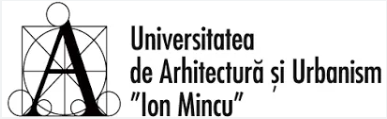 Universitatea
de Arhitectură și Urbanism
”Ion Mincu”